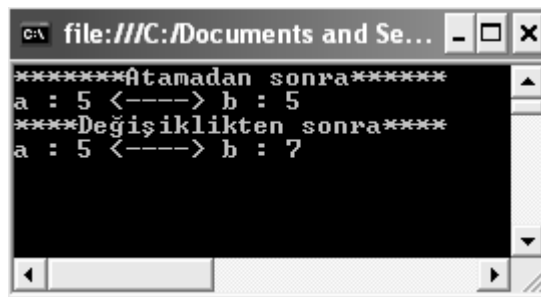 file:///C:/Documents and Se...
*******Atamadan sonra******
a : 5 <----> b : 5
****Değişiklikten sonra****
a : 5 <----> b : 7